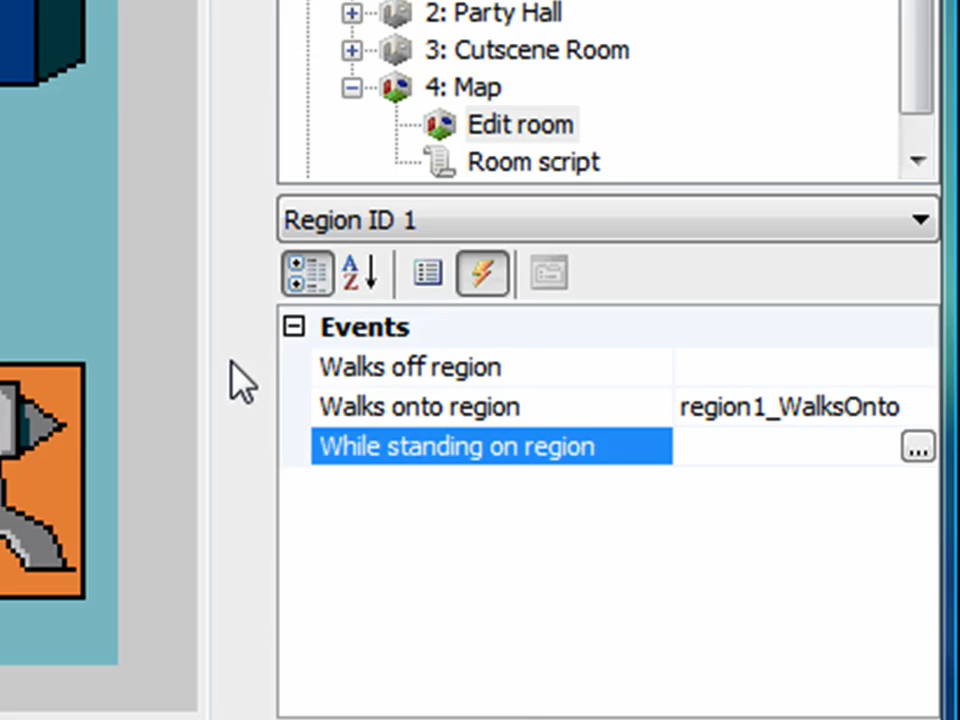 2: Party Hall
3: Cutscene Room
4: Map
Edit room
Room script
Region ID 1
A
Z
Events
Walks off region
Walks onto region region1_WalksOnto
While standing on region ...